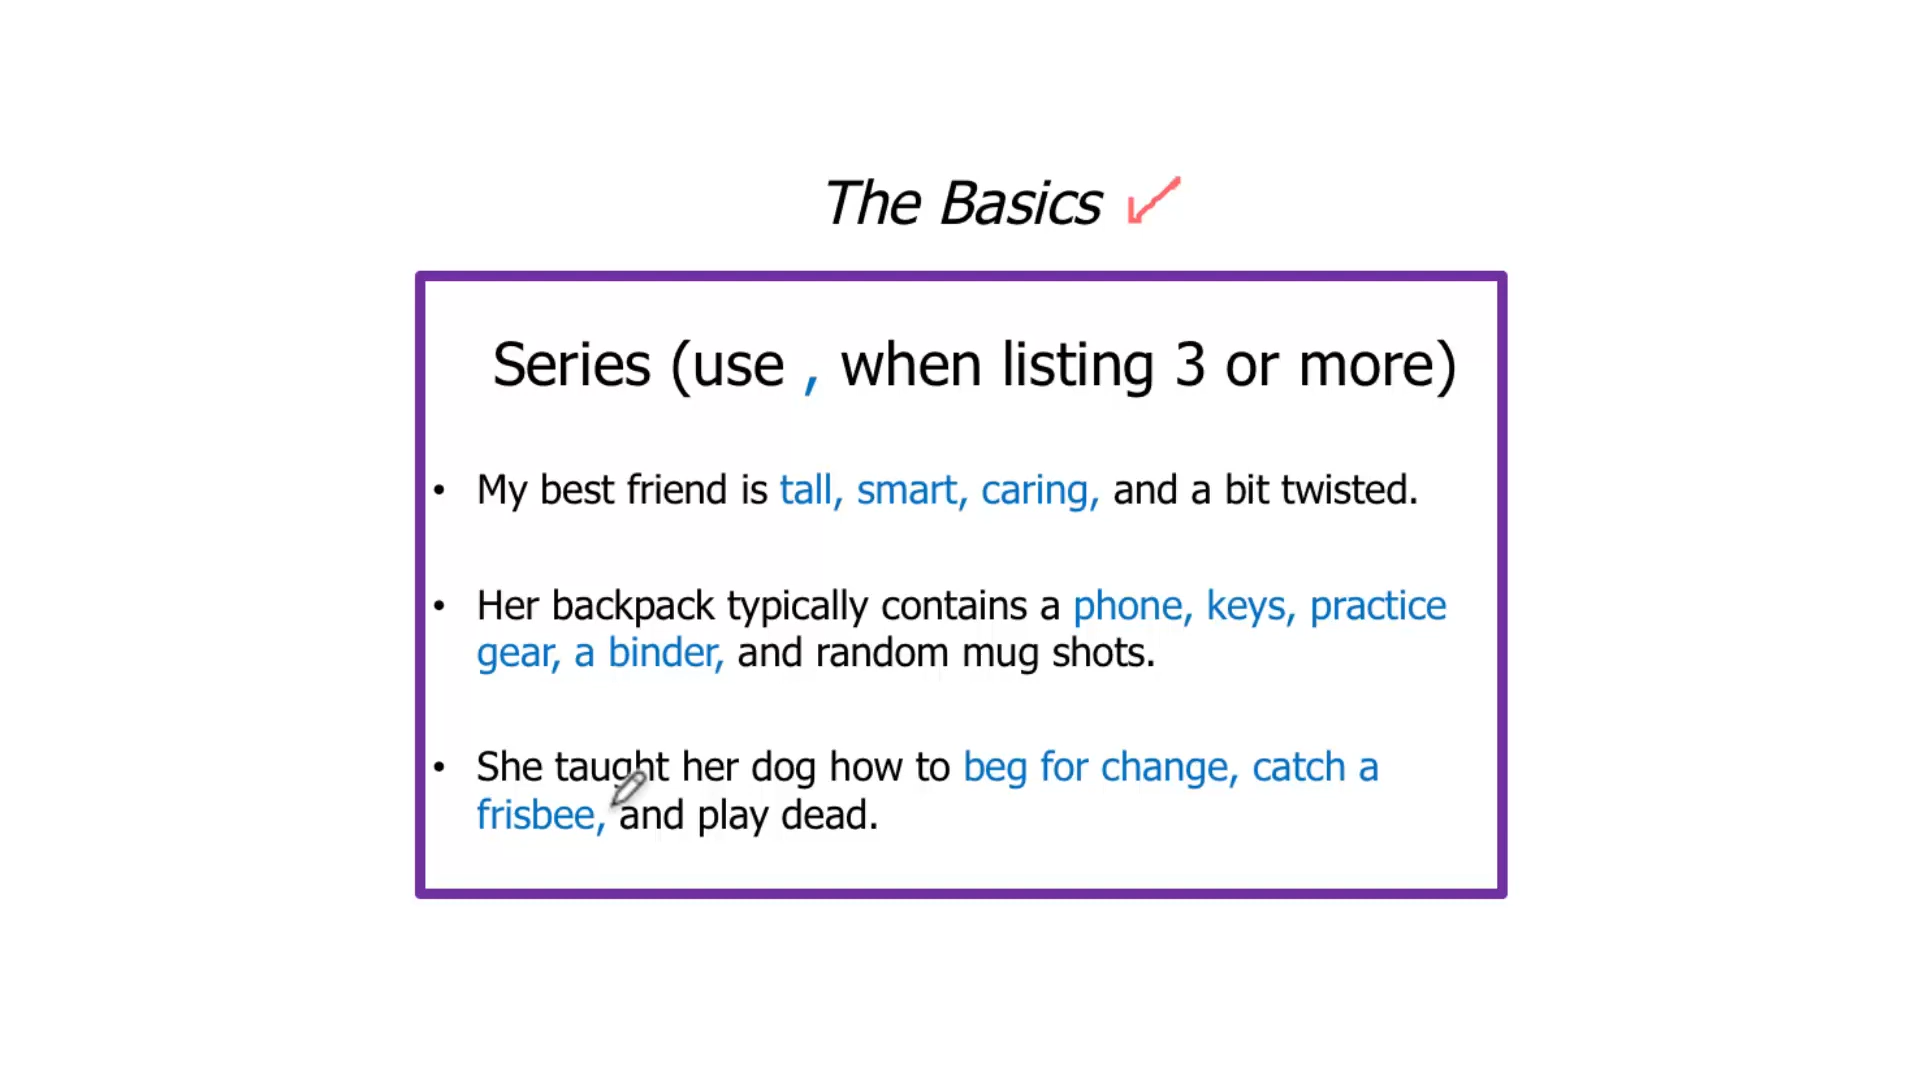 The Basics
Series (use , when listing 3 or more)
• My best friend is tall, smart, caring, and a bit twisted.
• Her backpack typically contains a phone, keys, practice
gear, a binder, and random mug shots.
• She taught her dog how to beg for change, catch a
frisbee, and play dead.